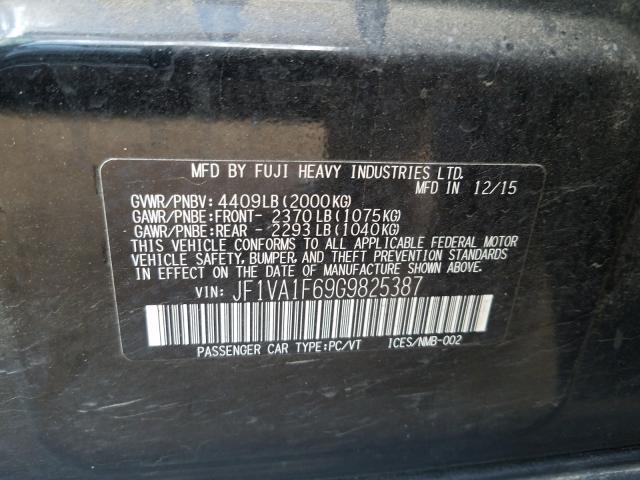 MFD BY FUJI HEAVY INDUSTRIES LTD.
MFD IN 12/15
GVWR/PNBV: 4409LB(2000KG)
GAWR/PNBE:FRONT- 2370LB(1075KG)
GAWR/PNBE:REAR - 2293LB(1040KG)
THIS VEHICLE CONFORMS TO ALL APPLICABLE FEDERAL MOTOR
VEHICLE SAFETY, BUMPER, AND THEFT PREVENTION STANDARDS
IN EFFECT ON THE DATE OF MANUFACTURE SHOWN ABOVE.
VIN: JF1VA1F69G9825387
PASSENGER CAR TYPE:PC/VT ICES/NMB-002